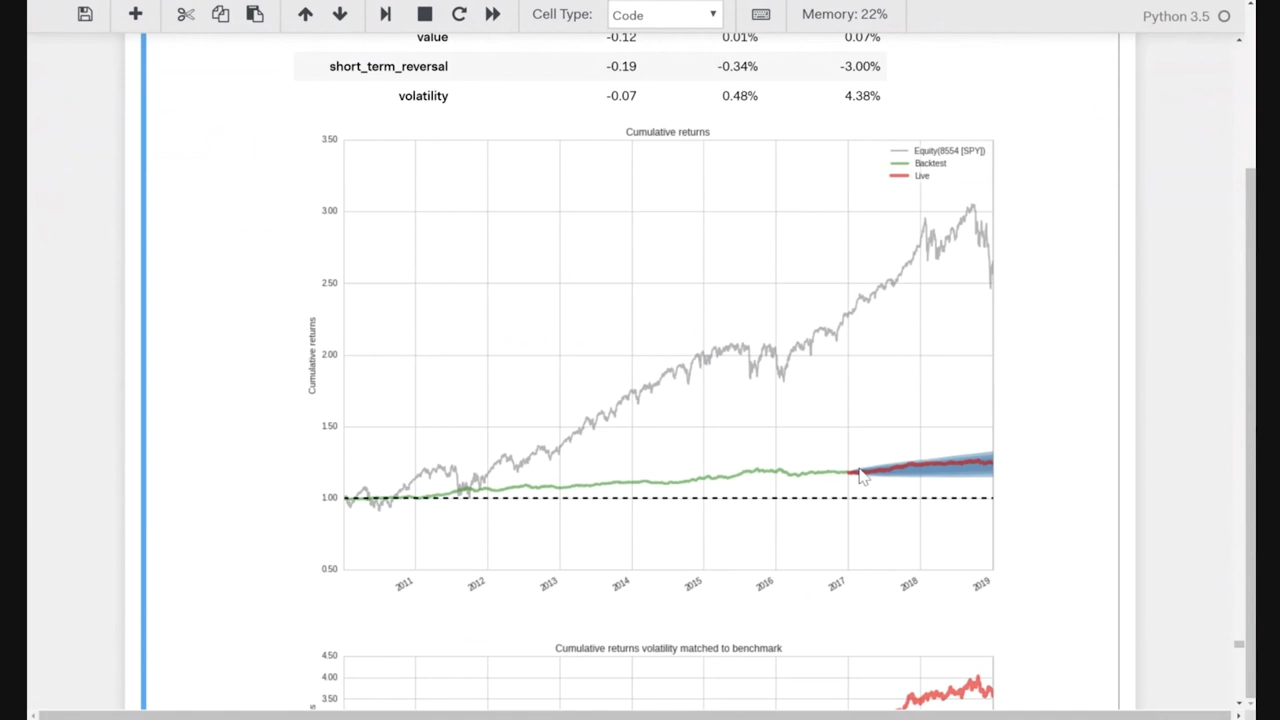 Cell Type: Code Memory: 22% Python 3.5
value -0.12 0.01% 0.07%
short_term_reversal -0.19 -0.34% -3.00%
volatility -0.07 0.48% 4.38%
Cumulative returns
3.50
Equity(8554 [SPY])
Backtest
Live
3.00
2.50
2.00
Cumulative returns
1.50
1.00
0.50
2011 2012 2013 2014 2015 2016 2017 2018 2019
Cumulative returns volatility matched to benchmark
4.50
4.00
3.50